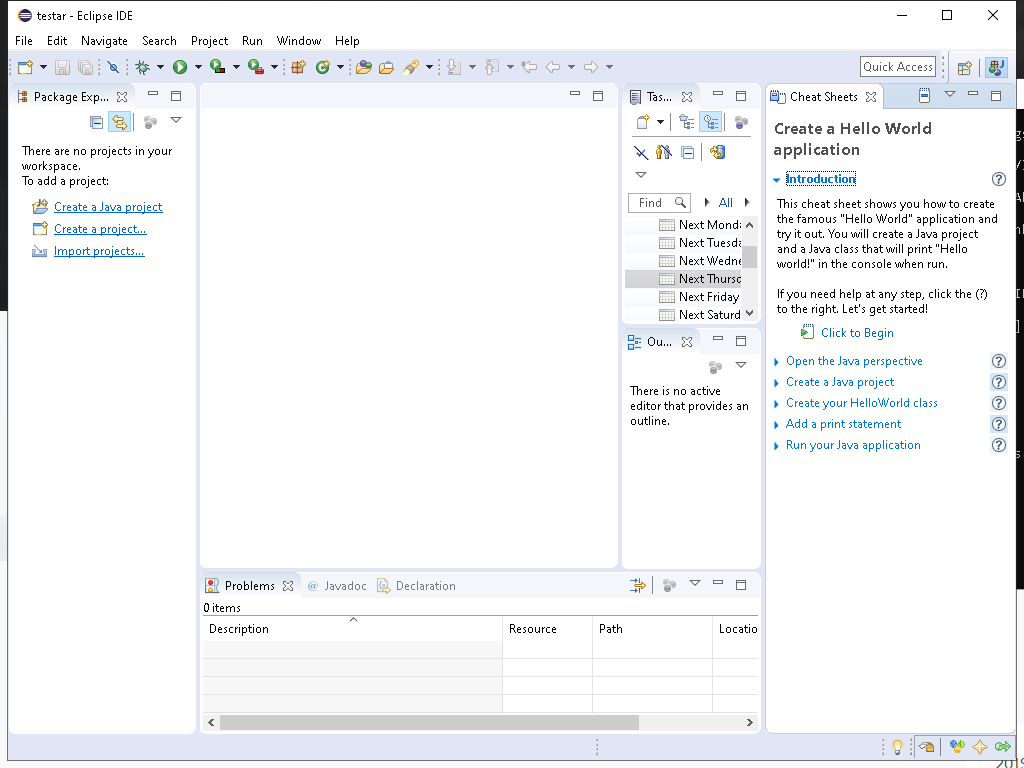 testar - Eclipse IDE
File Edit Navigate Search Project Run Window Help
Quick Access
Package Exp...
There are no projects in your
workspace.
To add a project:
Create a Java project
Create a project...
Import projects...
Tas...
Find All
Next Mond
Next Tuesda
Next Wedne
Next Thurs
Next Friday
Next Saturd
Ou...
There is no active
editor that provides an
outline.
Cheat Sheets
Create a Hello World
application
Introduction
This cheat sheet shows you how to create
the famous "Hello World" application and
try it out. You will create a Java project
and a Java class that will print "Hello
world!" in the console when run.
If you need help at any step, click the (?)
to the right. Let's get started!
Click to Begin
Open the Java perspective
Create a Java project
Create your HelloWorld class
Add a print statement
Run your Java application
Problems @ Javadoc Declaration
0 items
Description Resource Path Locatio